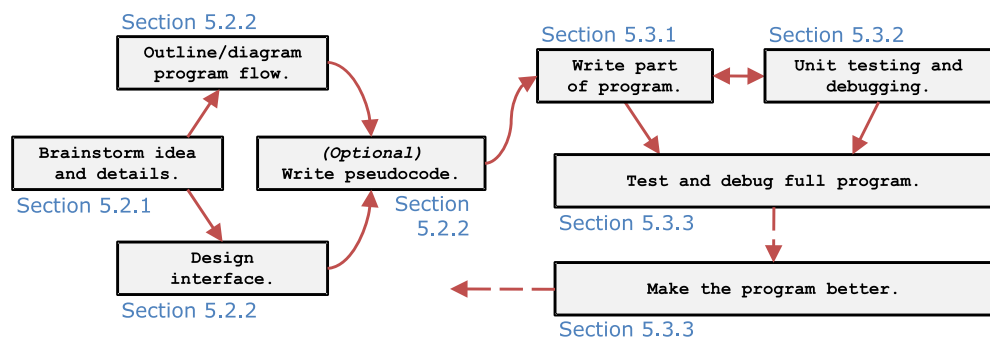 Section 5.2.2
Outline/diagram
program flow.
Brainstorm idea
and details.
Section 5.2.1
Design
interface.
Section 5.2.2
(Optional)
Write pseudocode.
Section
5.2.2
Section 5.3.1
Write part
of program.
Section 5.3.2
Unit testing and
debugging.
Test and debug full program.
Section 5.3.3
Make the program better.
Section 5.3.3